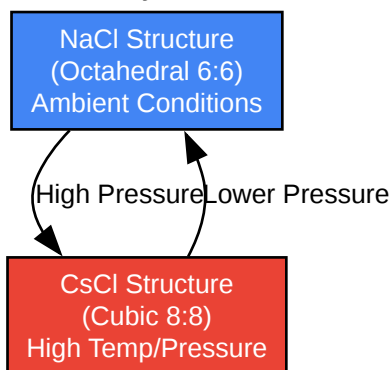 NaCl Structure
(Octahedral 6:6)
Ambient Conditions
High Pressure
Lower Pressure
CsCl Structure
(Cubic 8:8)
High Temp/Pressure